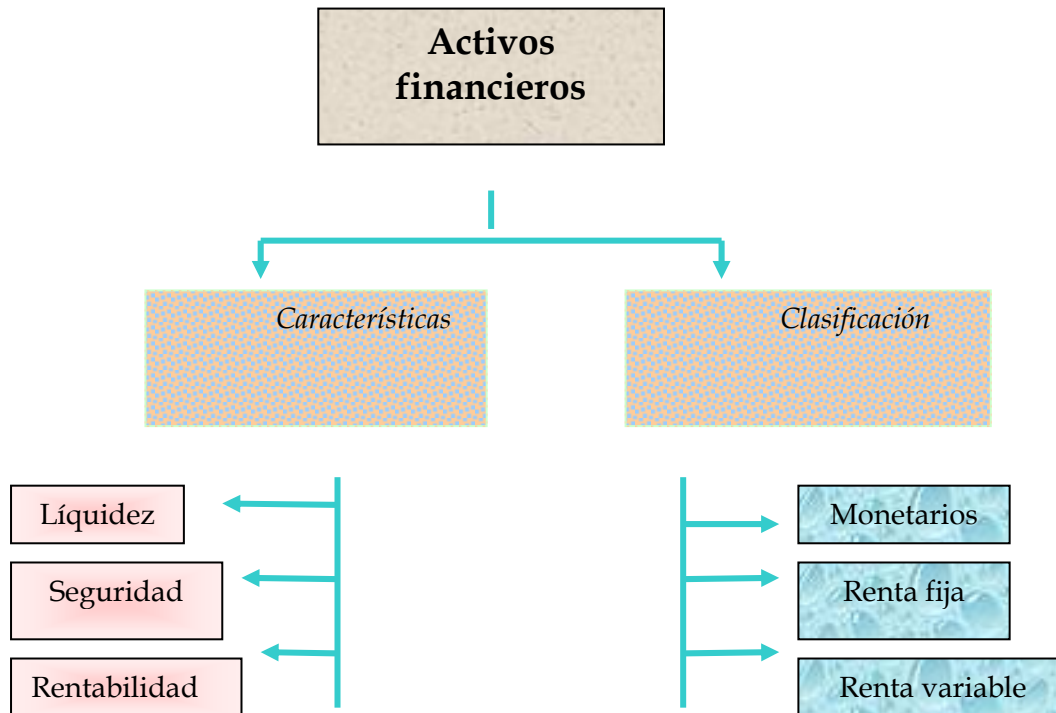 Activos
financieros
Características
Clasificación
Líquidez
Monetarios
Seguridad
Renta fija
Rentabilidad
Renta variable